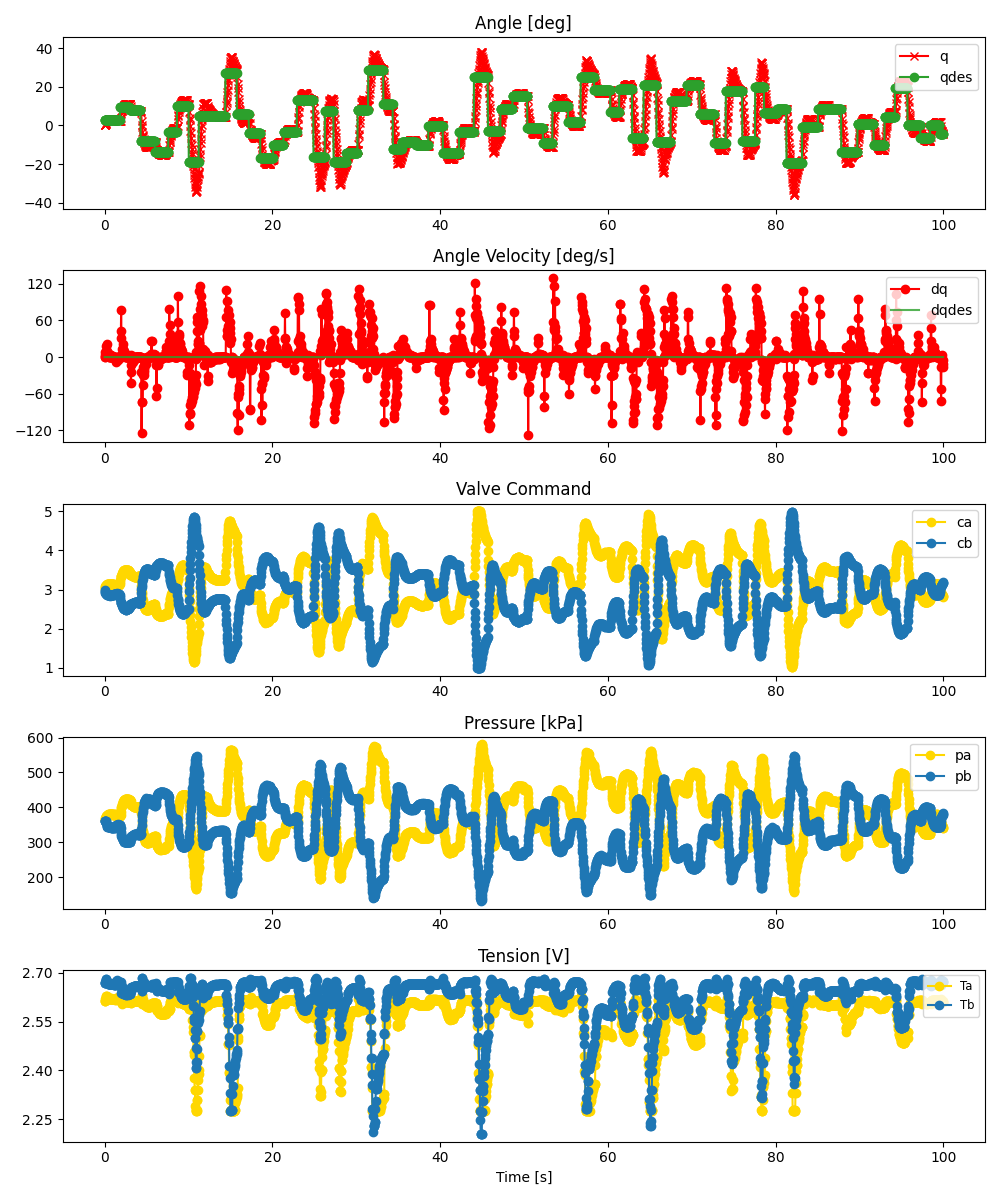 Angle [deg]
40
20
0
−20
−40
q
qdes
0 20 40 60 80 100
Angle Velocity [deg/s]
120
60
0
−60
−120
dq
dqdes
0 20 40 60 80 100
Valve Command
5
4
3
2
1
ca
cb
0 20 40 60 80 100
Pressure [kPa]
600
500
400
300
200
pa
pb
0 20 40 60 80 100
Tension [V]
2.70
2.55
2.40
2.25
Ta
Tb
0 20 40 60 80 100
Time [s]